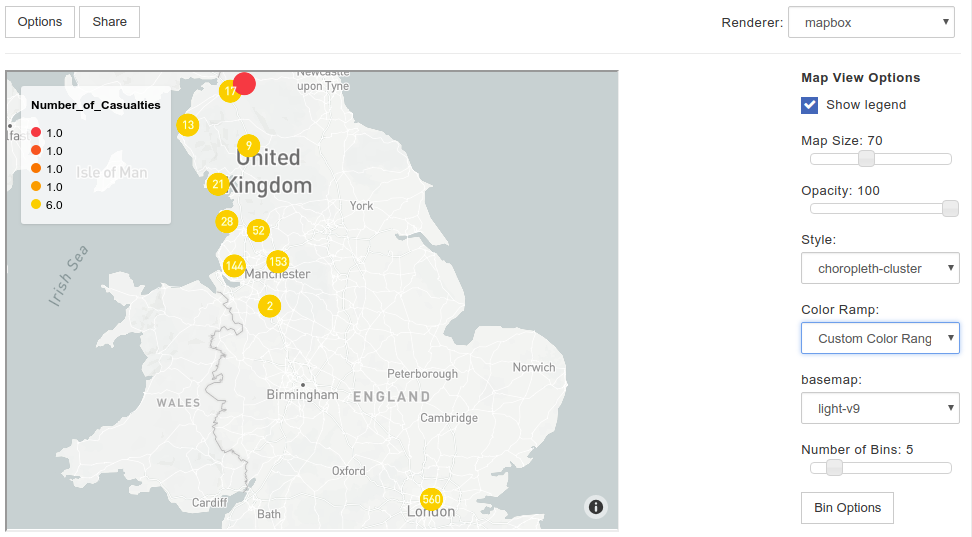 Options
Share
Renderer:
mapbox
Newcastle
upon Tyne
17
Number_of_Casualties
1.0
1.0
1.0
1.0
6.0
13
9
United
Kingdom
Isle of Man
21
York
28
52
Irish Sea
144
153
Manchester
2
Peterborough
Norwich
Birmingham
ENGLAND
WALES
Cambridge
Oxford
560
London
Cardiff
Bath
Map View Options
Show legend
Map Size: 70
Opacity: 100
Style:
choropleth-cluster
Color Ramp:
Custom Color Rang
basemap:
light-v9
Number of Bins: 5
Bin Options